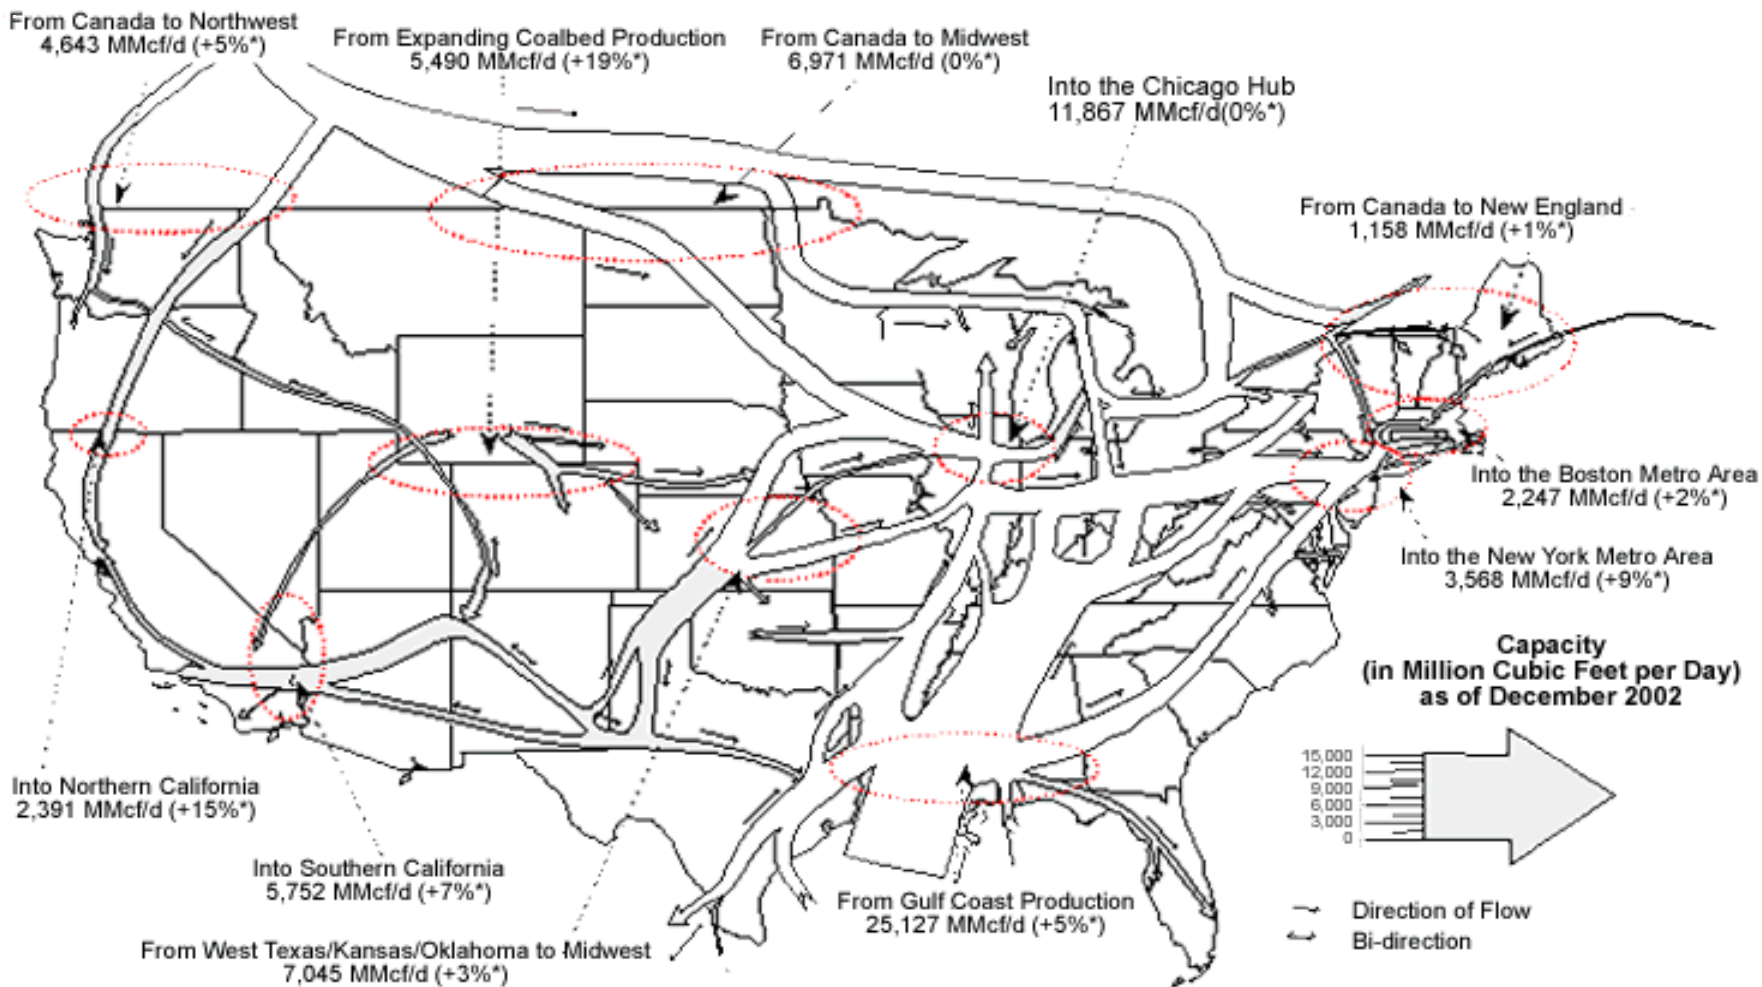 From Canada to Northwest
4,643 MMcf/d (+5%*)
From Expanding Coalbed Production
5,490 MMcf/d (+19%*)
From Canada to Midwest
6,971 MMcf/d (0%*)
Into the Chicago Hub
11,867 MMcf/d(0%*)
From Canada to New England
1,158 MMcf/d (+1%*)
Into the Boston Metro Area
2,247 MMcf/d (+2%*)
Into the New York Metro Area
3,568 MMcf/d (+9%*)
Capacity
(in Million Cubic Feet per Day)
as of December 2002
15,000
12,000
9,000
6,000
3,000
0
Into Northern California
2,391 MMcf/d (+15%*)
Into Southern California
5,752 MMcf/d (+7%*)
From Gulf Coast Production
25,127 MMcf/d (+5%*)
Direction of Flow
Bi-direction
From West Texas/Kansas/Oklahoma to Midwest
7,045 MMcf/d (+3%*)